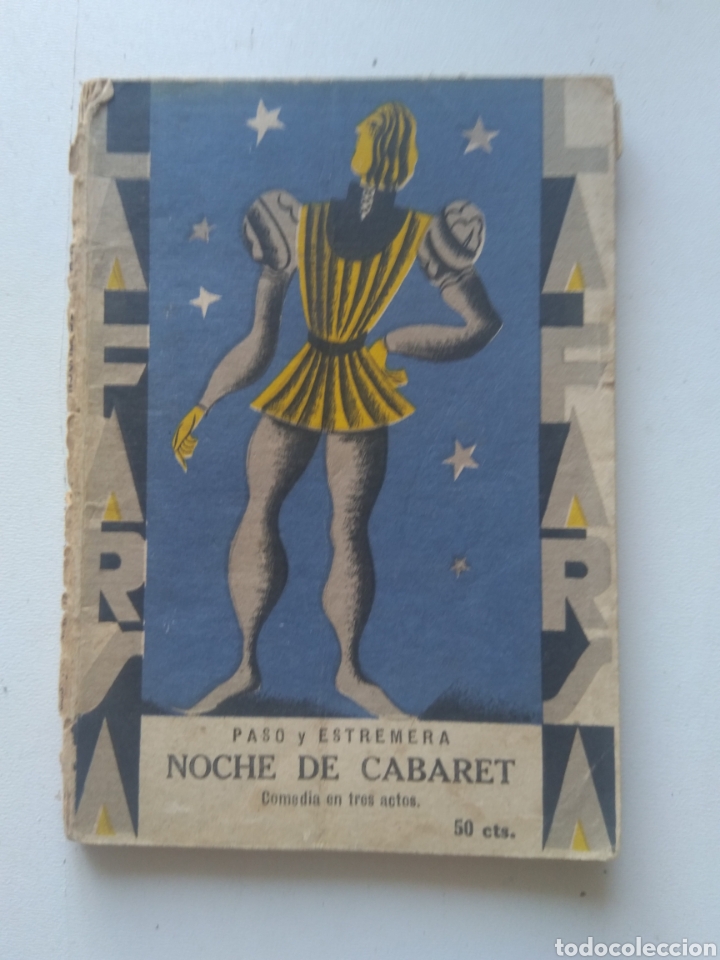 LA FARSA
LA FARSA
PASO y ESTREMERA
NOCHE DE CABARET
Comedia en tres actos.
50 cts.
todocoleccion